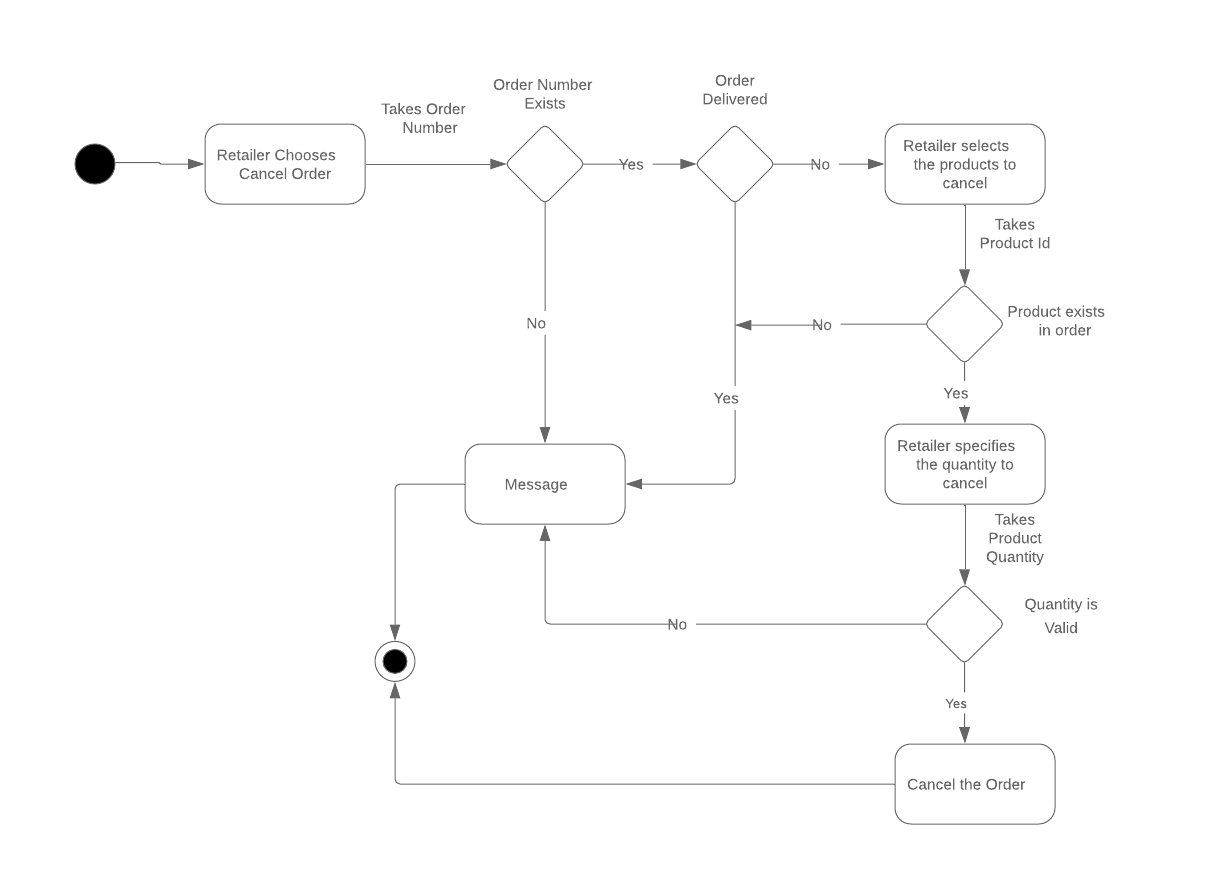 Order Number
Exists
Order
Delivered
Takes Order
Number
Retailer Chooses
Cancel Order
Yes
No
Retailer selects
the products to
cancel
Takes
Product Id
No
No
Product exists
in order
Yes
Yes
Retailer specifies
the quantity to
cancel
Message
Takes
Product
Quantity
No
Quantity is
Valid
Yes
Cancel the Order